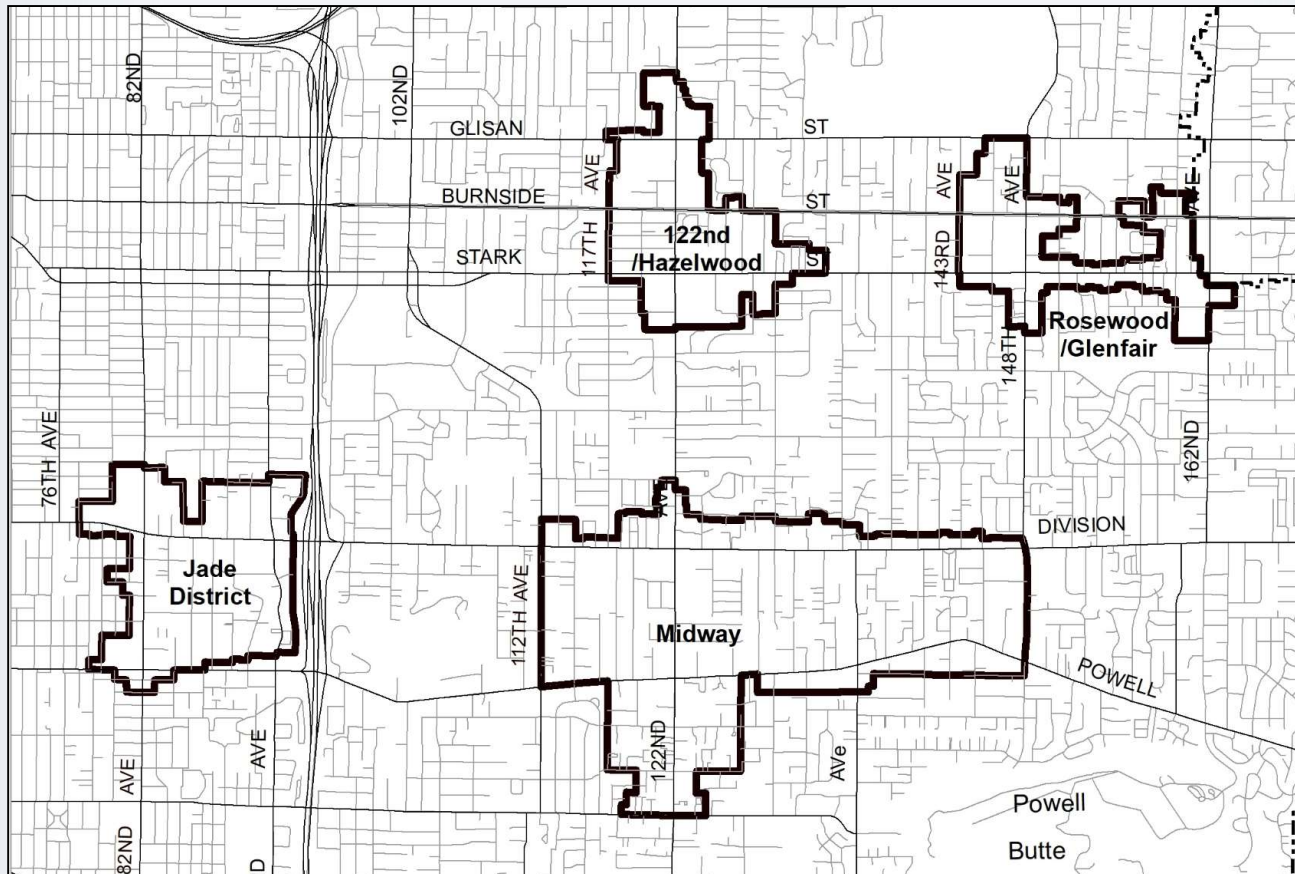 82ND
102ND
GLISAN
ST
AVE
BURNSIDE
ST
117TH
122nd
/Hazelwood
STARK
S
AVE
AVE
AVE
143RD
148TH
Rosewood
/Glenfair
162ND
76TH AVE
Jade
District
AVE
DIVISION
112TH AVE
Midway
POWELL
122ND
AVE
AVE
AVe
82ND
D
Powell
Butte